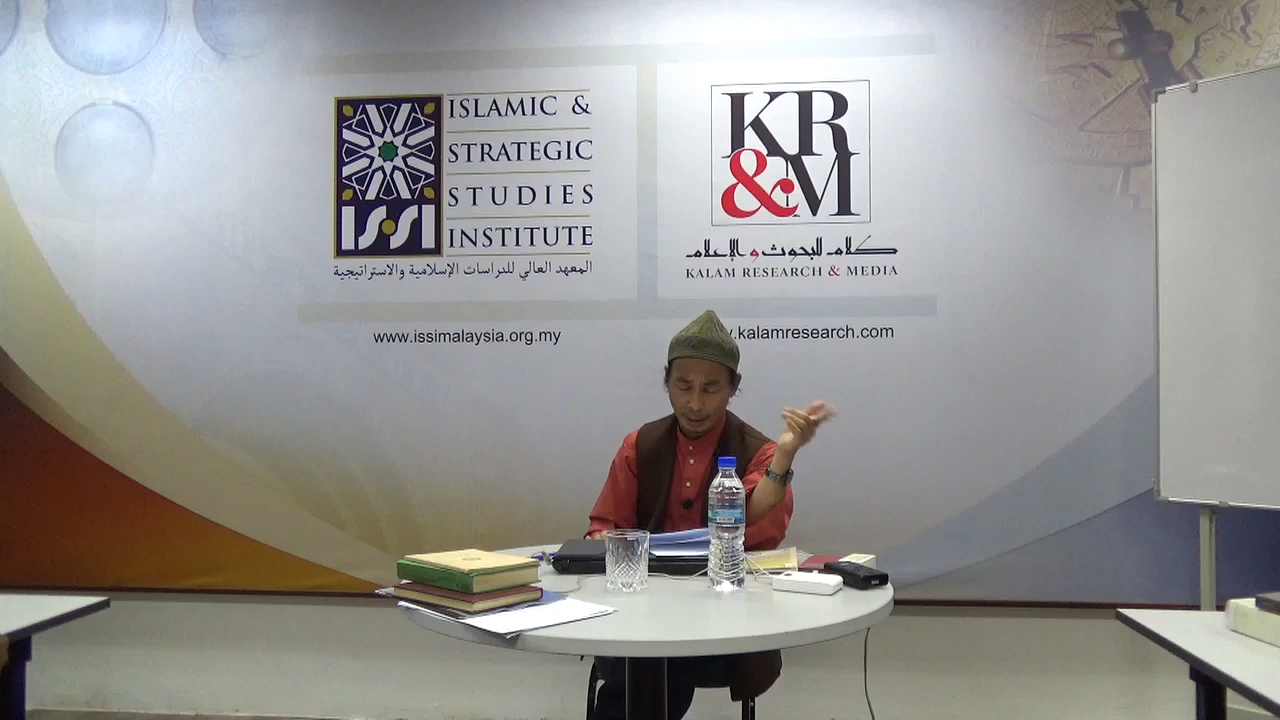 ISLAMIC &
STRATEGIC
STUDIES
INSTITUTE
ISSI
المعهد العالي للدراسات الإسلامية والاستراتيجية
www.issimalaysia.org.my
KR
&M
كلام للبحوث والإعلام
KALAM RESEARCH & MEDIA
.kalamresearch.com